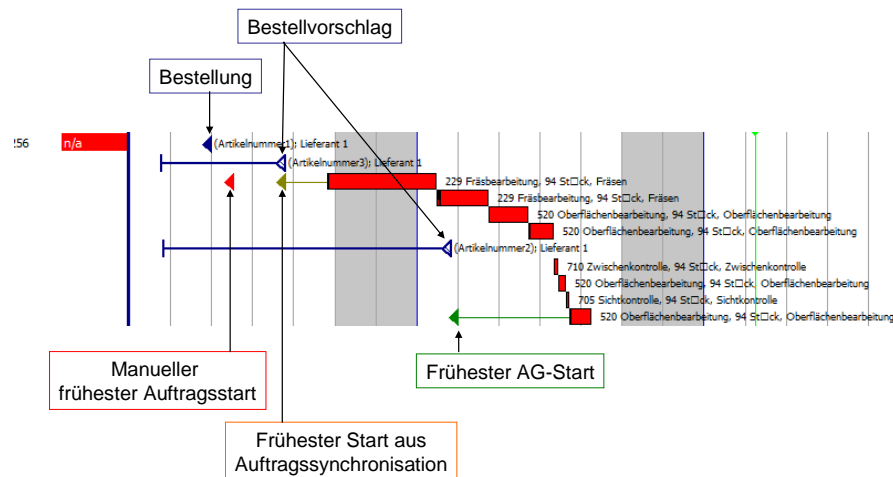 Bestellvorschlag
Bestellung
256
n/a
(Artikelnummer1); Lieferant 1
(Artikelnummer3); Lieferant 1
229 Fräsbearbeitung, 94 St□ck, Fräsen
229 Fräsbearbeitung, 94 St□ck, Fräsen
520 Oberflächenbearbeitung, 94 St□ck, Oberflächenbearbeitung
520 Oberflächenbearbeitung, 94 St□ck, Oberflächenbearbeitung
(Artikelnummer2); Lieferant 1
710 Zwischenkontrolle, 94 St□ck, Zwischenkontrolle
520 Oberflächenbearbeitung, 94 St□ck, Oberflächenbearbeitung
705 Sichtkontrolle, 94 St□ck, Sichtkontrolle
520 Oberflächenbearbeitung, 94 St□ck, Oberflächenbearbeitung
Manueller
frühester Auftragsstart
Frühester AG-Start
Frühester Start aus
Auftragssynchronisation